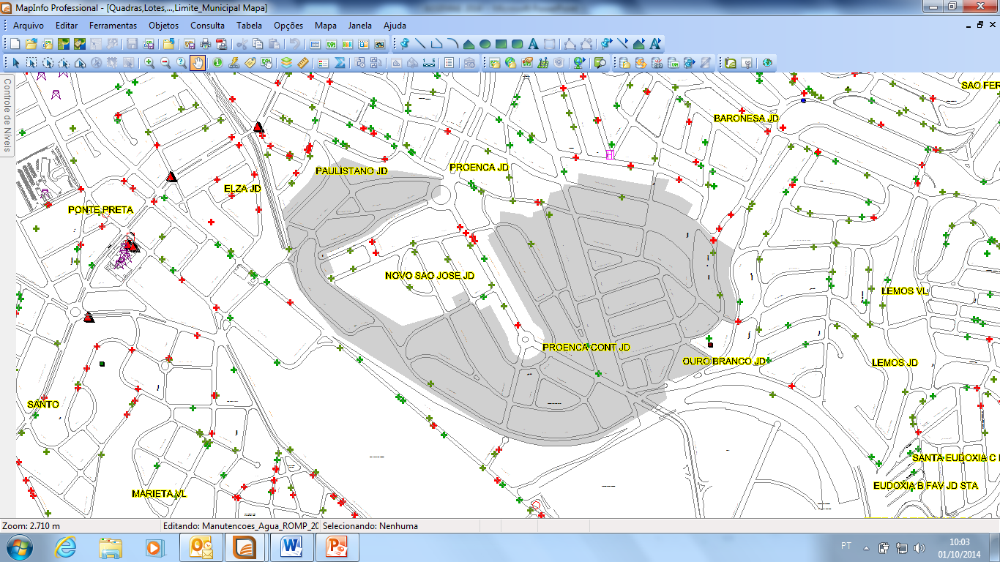 MapInfo Professional - [Quadras,Lotes,...,Limite_Municipal Mapa]
Arquivo Editar Ferramentas Objetos Consulta Tabela Opções Mapa Janela Ajuda
Controle de Níveis
SAO FER
BARONESA JD
PAULISTANO JD
PROENCA JD
ELZA JD
PONTE PRETA
NOVO SAO JOSE JD
LEMOS VL
PROENCA CONT JD
OURO BRANCO JD
LEMOS JD
SANTO
SANTA EUDOXIA C
EUDOXIA B FAV JD STA
MARIETA VL
Zoom: 2.710 m Editando: Manutencoes_Agua_ROMP_20 Selecionando: Nenhuma
PT
10:03
01/10/2014